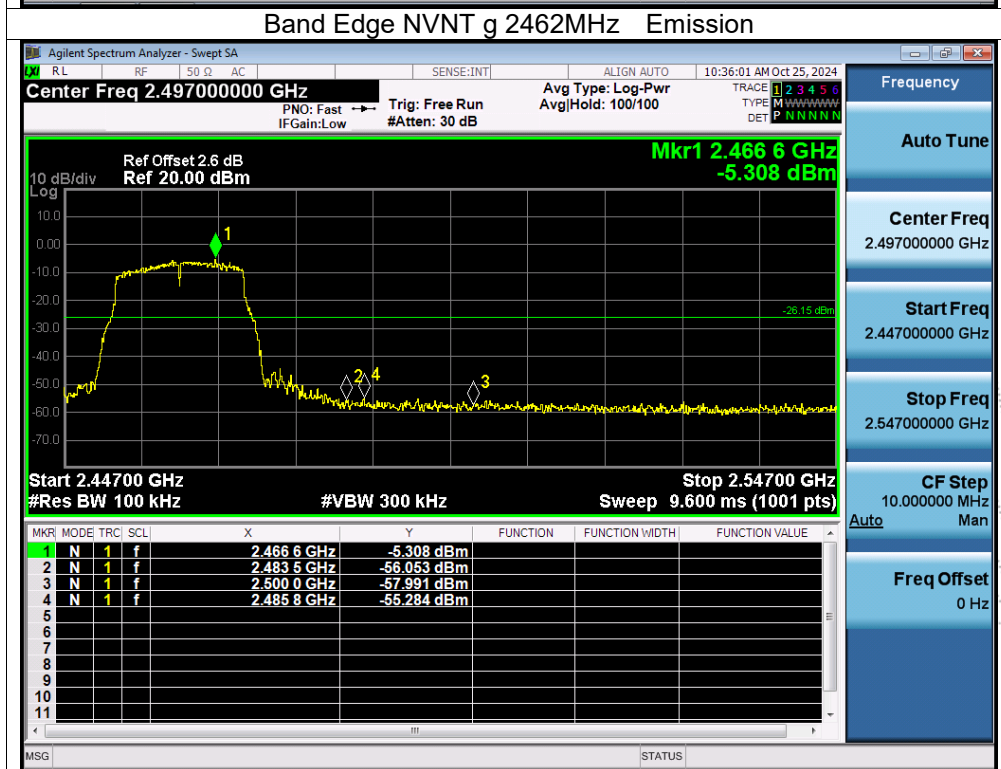 Band Edge NVNT g 2462MHz Emission
Agilent Spectrum Analyzer - Swept SA
LXI RL RF 50 Ω AC SENSE:INT ALIGN AUTO 10:36:01 AM Oct 25, 2024
Center Freq 2.497000000 GHz
PNO: Fast
IFGain:Low
Trig: Free Run
#Atten: 30 dB
Avg Type: Log-Pwr
Avg|Hold: 100/100
TRACE 1 2 3 4 5 6
TYPE M WWWWW
DET P N N N N N
Mkr1 2.466 6 GHz
-5.308 dBm
Ref Offset 2.6 dB
10 dB/div Ref 20.00 dBm
Log
10.0
0.00
-10.0
-20.0
-30.0
-40.0
-50.0
-60.0
-70.0
1
-26.15 dBm
2 4 3
Start 2.44700 GHz Stop 2.54700 GHz
#Res BW 100 kHz #VBW 300 kHz Sweep 9.600 ms (1001 pts)
MKR MODE TRC SCL X Y FUNCTION FUNCTION WIDTH FUNCTION VALUE
1 N 1 f 2.466 6 GHz -5.308 dBm
2 N 1 f 2.483 5 GHz -56.053 dBm
3 N 1 f 2.500 0 GHz -57.991 dBm
4 N 1 f 2.485 8 GHz -55.284 dBm
5
6
7
8
9
10
11
MSG STATUS
Frequency
Auto Tune
Center Freq
2.497000000 GHz
Start Freq
2.447000000 GHz
Stop Freq
2.547000000 GHz
CF Step
10.000000 MHz
Auto Man
Freq Offset
0 Hz